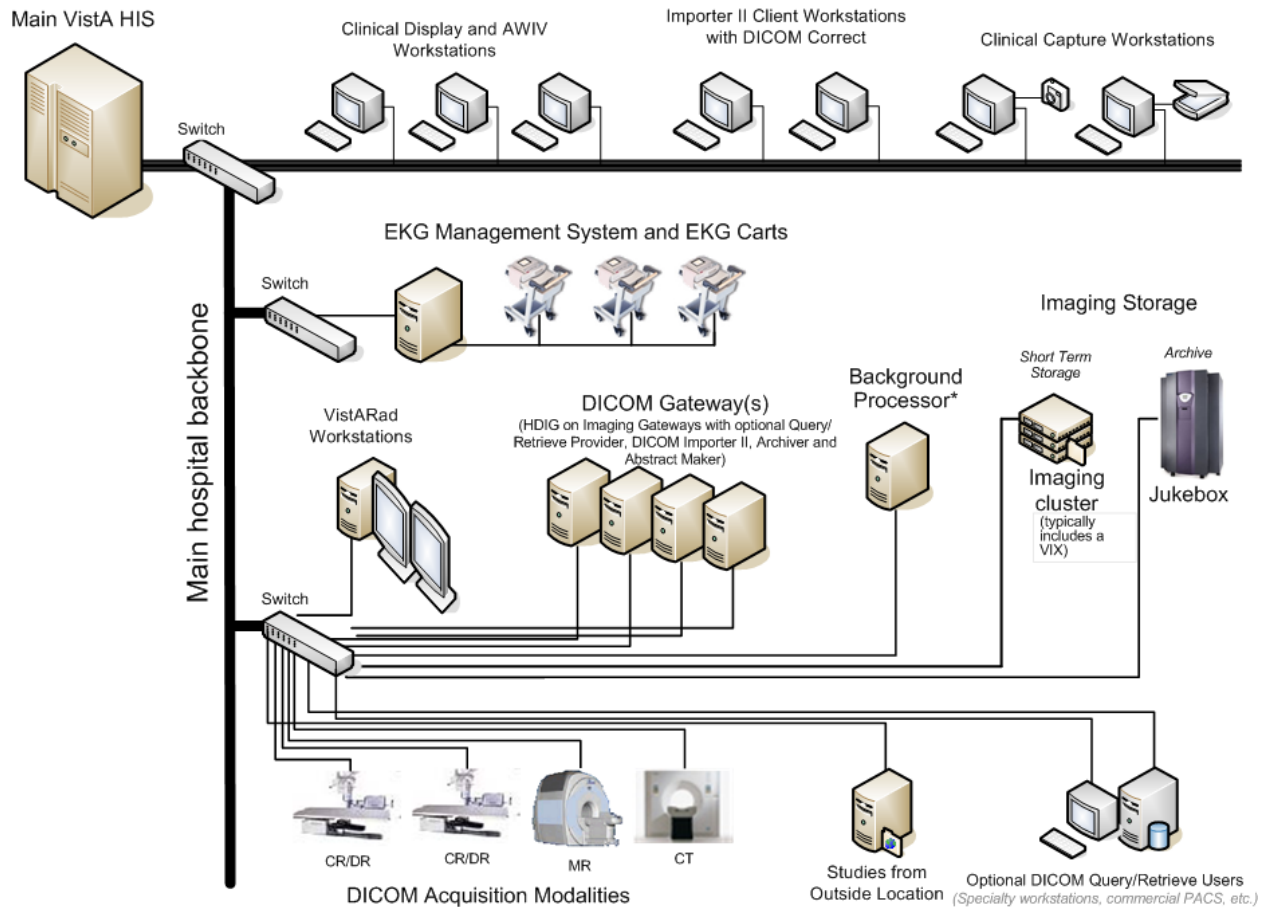 Main VistA HIS
Clinical Display and AWIV
Workstations
Importer II Client Workstations
with DICOM Correct
Clinical Capture Workstations
Switch
EKG Management System and EKG Carts
Switch
Main hospital backbone
Imaging Storage
Short Term
Storage
Archive
VistARad
Workstations
DICOM Gateway(s)
(HDIG on Imaging Gateways with optional Query/
Retrieve Provider, DICOM Importer II, Archiver and
Abstract Maker)
Background
Processor*
Imaging
cluster
(typically
includes a
VIX)
Jukebox
Switch
CR/DR
CR/DR
MR
CT
DICOM Acquisition Modalities
Studies from
Outside Location
Optional DICOM Query/Retrieve Users
(Specialty workstations, commercial PACS, etc.)